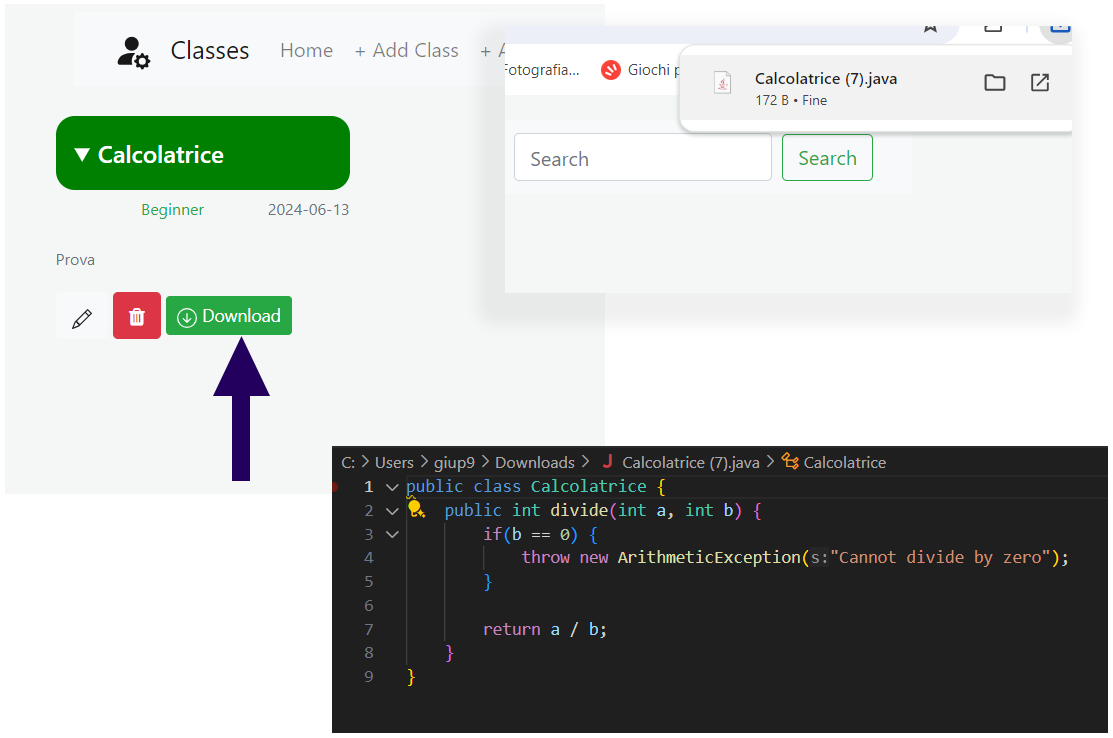 Classes Home + Add Class + A
▼ Calcolatrice
Beginner 2024-06-13
Prova
Download
Fotografia... Giochi p
Calcolatrice (7).java
172 B • Fine
Search Search
C: > Users > giup9 > Downloads > J Calcolatrice (7).java > Calcolatrice
1 public class Calcolatrice {
2 public int divide(int a, int b) {
3 if(b == 0) {
4 throw new ArithmeticException(s:"Cannot divide by zero");
5 }
6
7 return a / b;
8 }
9 }